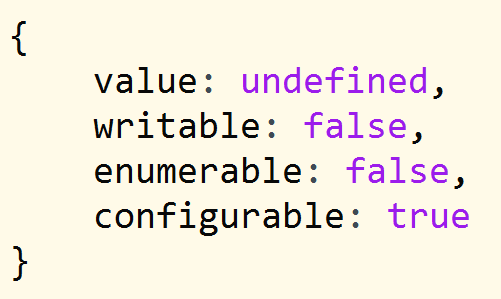 {
    value: undefined,
    writable: false,
    enumerable: false,
    configurable: true
}